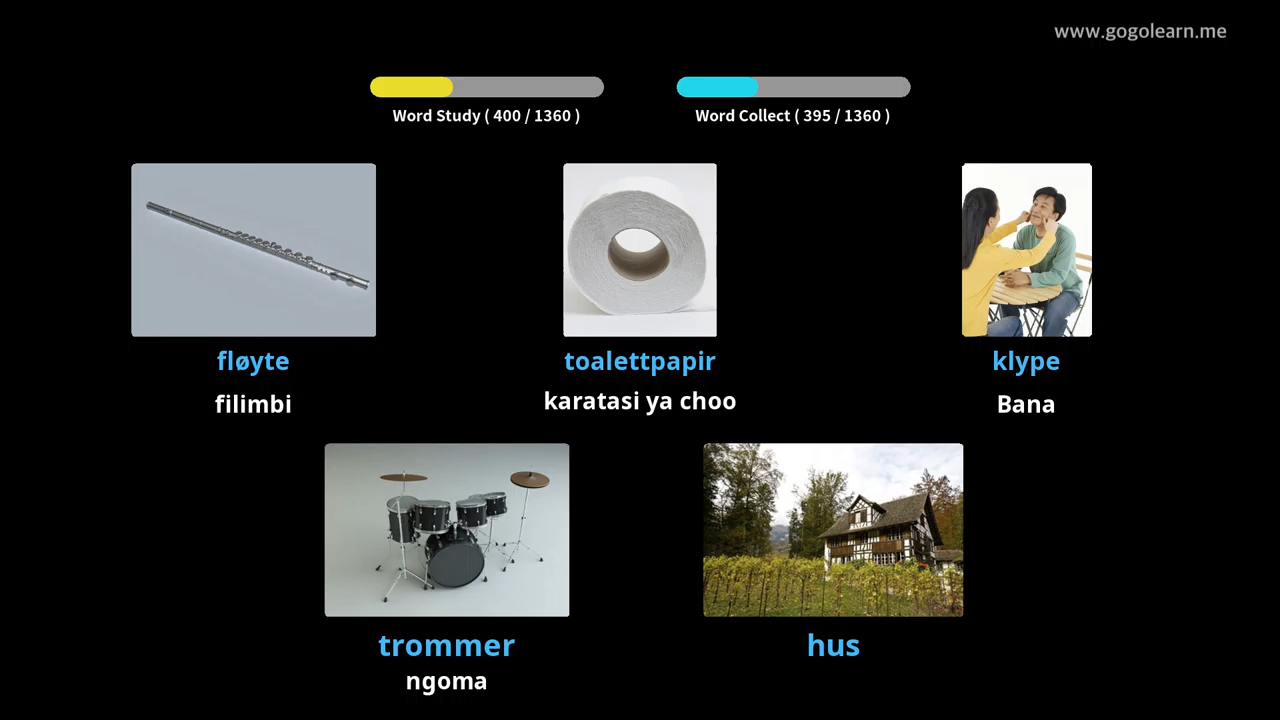 www.gogolearn.me
Word Study ( 400 / 1360 )
Word Collect ( 395 / 1360 )
fløyte
toalettpapir
klype
filimbi
karatasi ya choo
Bana
trommer
hus
ngoma